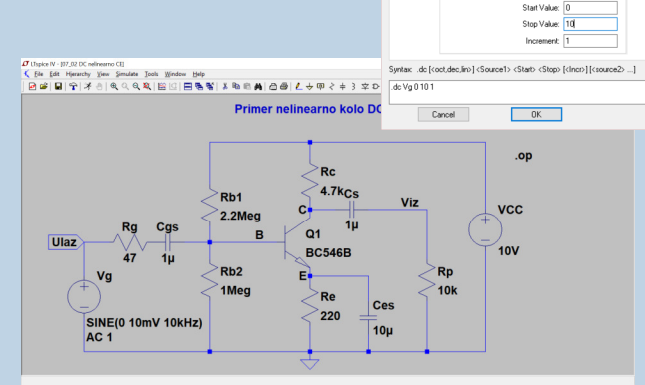 Start Value: 0
Stop Value: 10
Increment: 1
Syntax: .dc [<oct,dec,lin>] <Source1> <Start> <Stop> [<Incr>] [<source2> ...]
.dc Vg 0 10 1
Cancel
OK
LTspice IV - [07_02 DC nelinearno CE]
File Edit Hierarchy View Simulate Tools Window Help
Primer nelinearno kolo DC
.op
Rc
4.7k
Cs
1µ
Viz
Rb1
2.2Meg
C
VCC
10V
Ulaz
Rg
47
Cgs
1µ
B
Q1
BC546B
Vg
Rb2
1Meg
E
Rp
10k
Re
220
Ces
10µ
SINE(0 10mV 10kHz)
AC 1